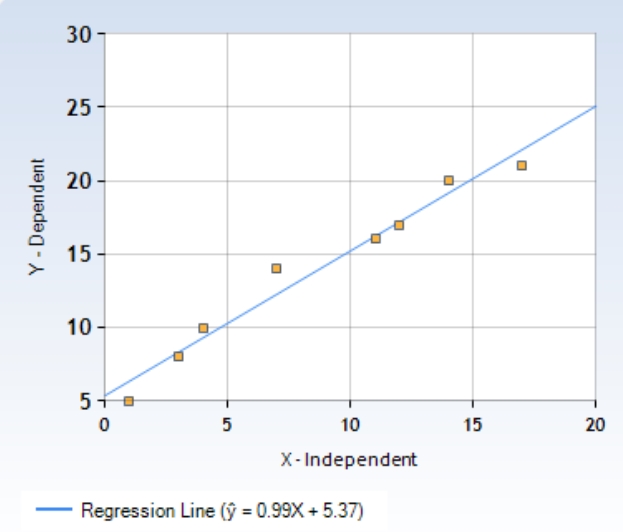 30
25
20
15
10
5
Y - Dependent
0 5 10 15 20
X - Independent
Regression Line (ŷ = 0.99X + 5.37)